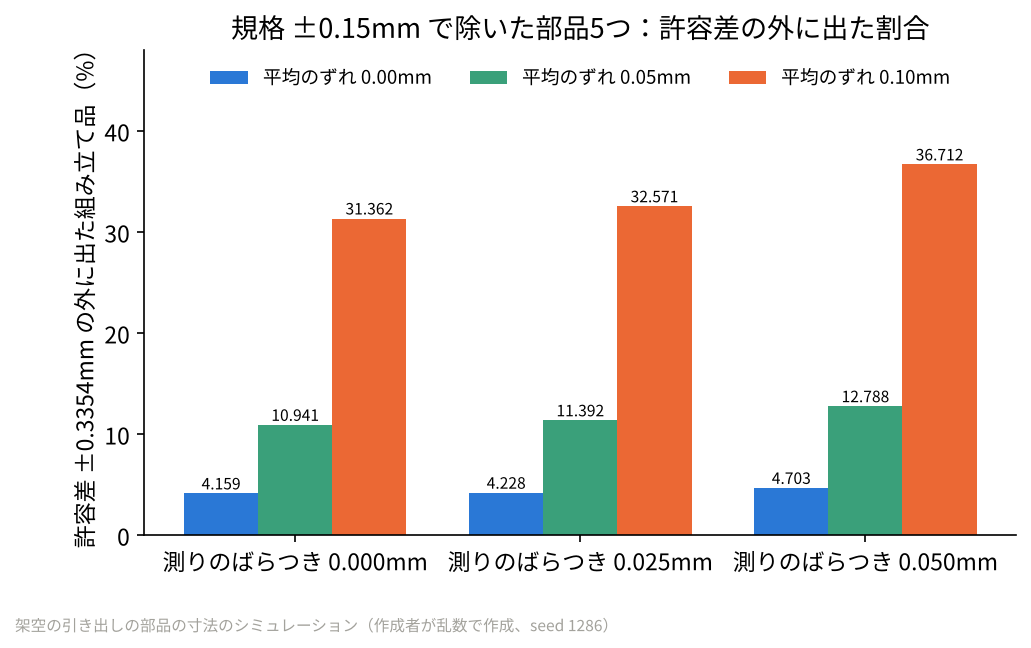 規格 ±0.15mm で除いた部品5つ：許容差の外に出た割合
平均のずれ 0.00mm
平均のずれ 0.05mm
平均のずれ 0.10mm
許容差 ±0.3354mm の外に出た組み立て品（%）
40
30
20
10
0
4.159
10.941
31.362
4.228
11.392
32.571
4.703
12.788
36.712
測りのばらつき 0.000mm
測りのばらつき 0.025mm
測りのばらつき 0.050mm
架空の引き出しの部品の寸法のシミュレーション（作成者が乱数で作成、seed 1286）